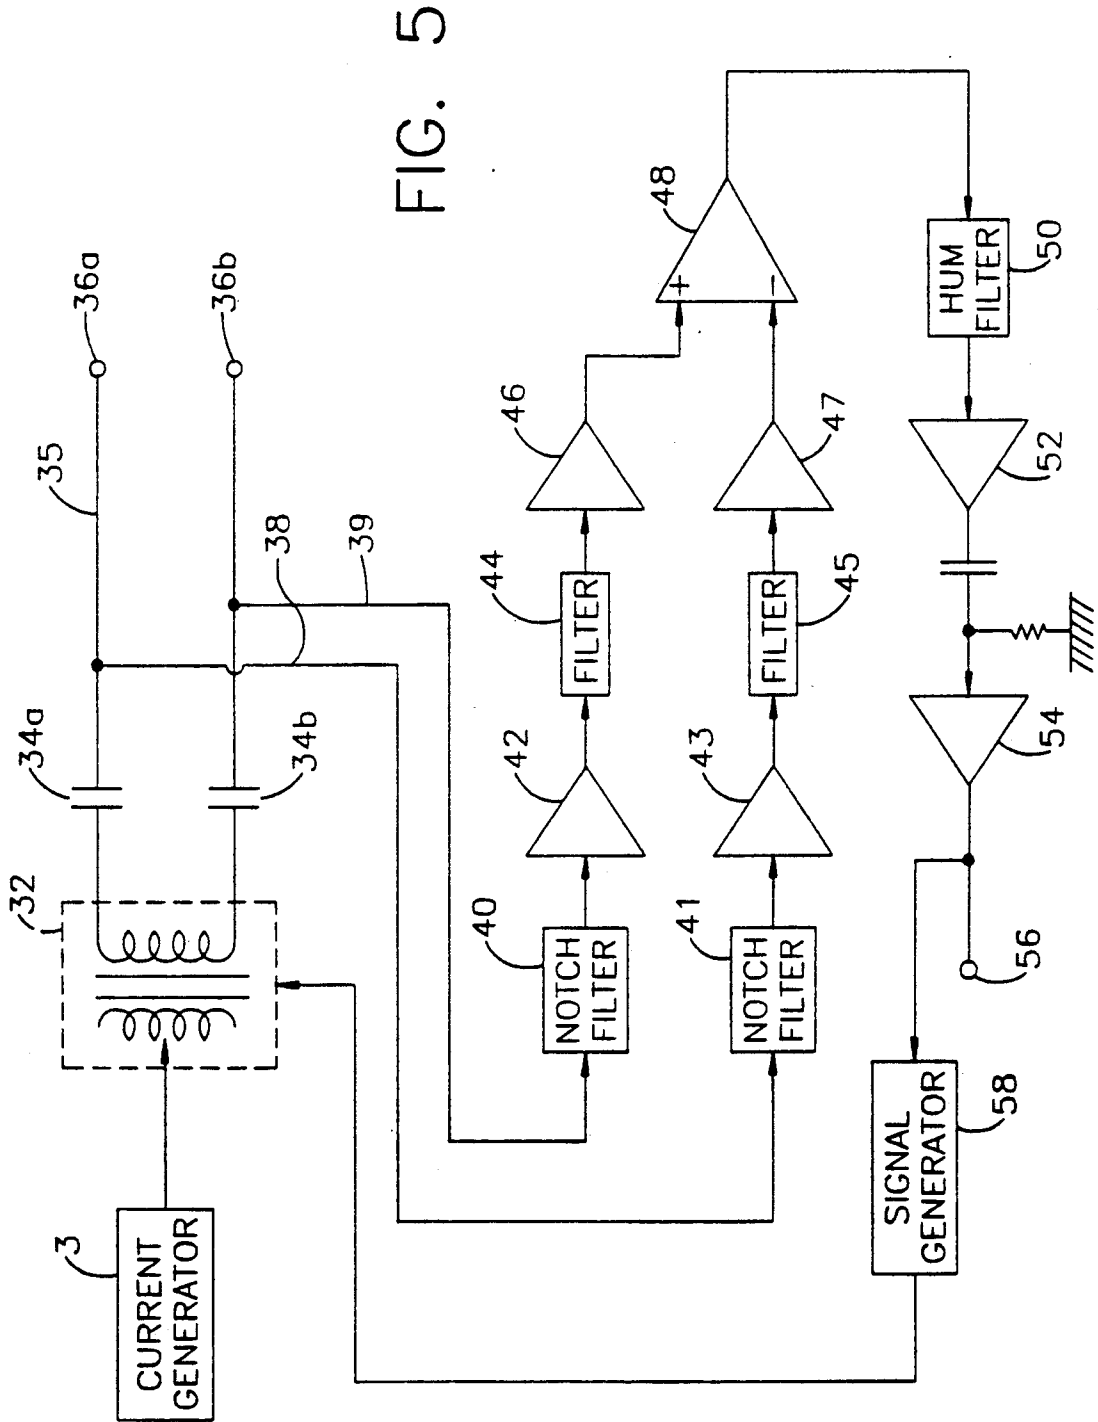 FIG. 5
36a
36b
35
38
39
34a
34b
32
3
CURRENT
GENERATOR
48
+
−
46
47
44
FILTER
45
FILTER
42
43
40
NOTCH
FILTER
41
NOTCH
FILTER
50
HUM
FILTER
52
54
56
58
SIGNAL
GENERATOR